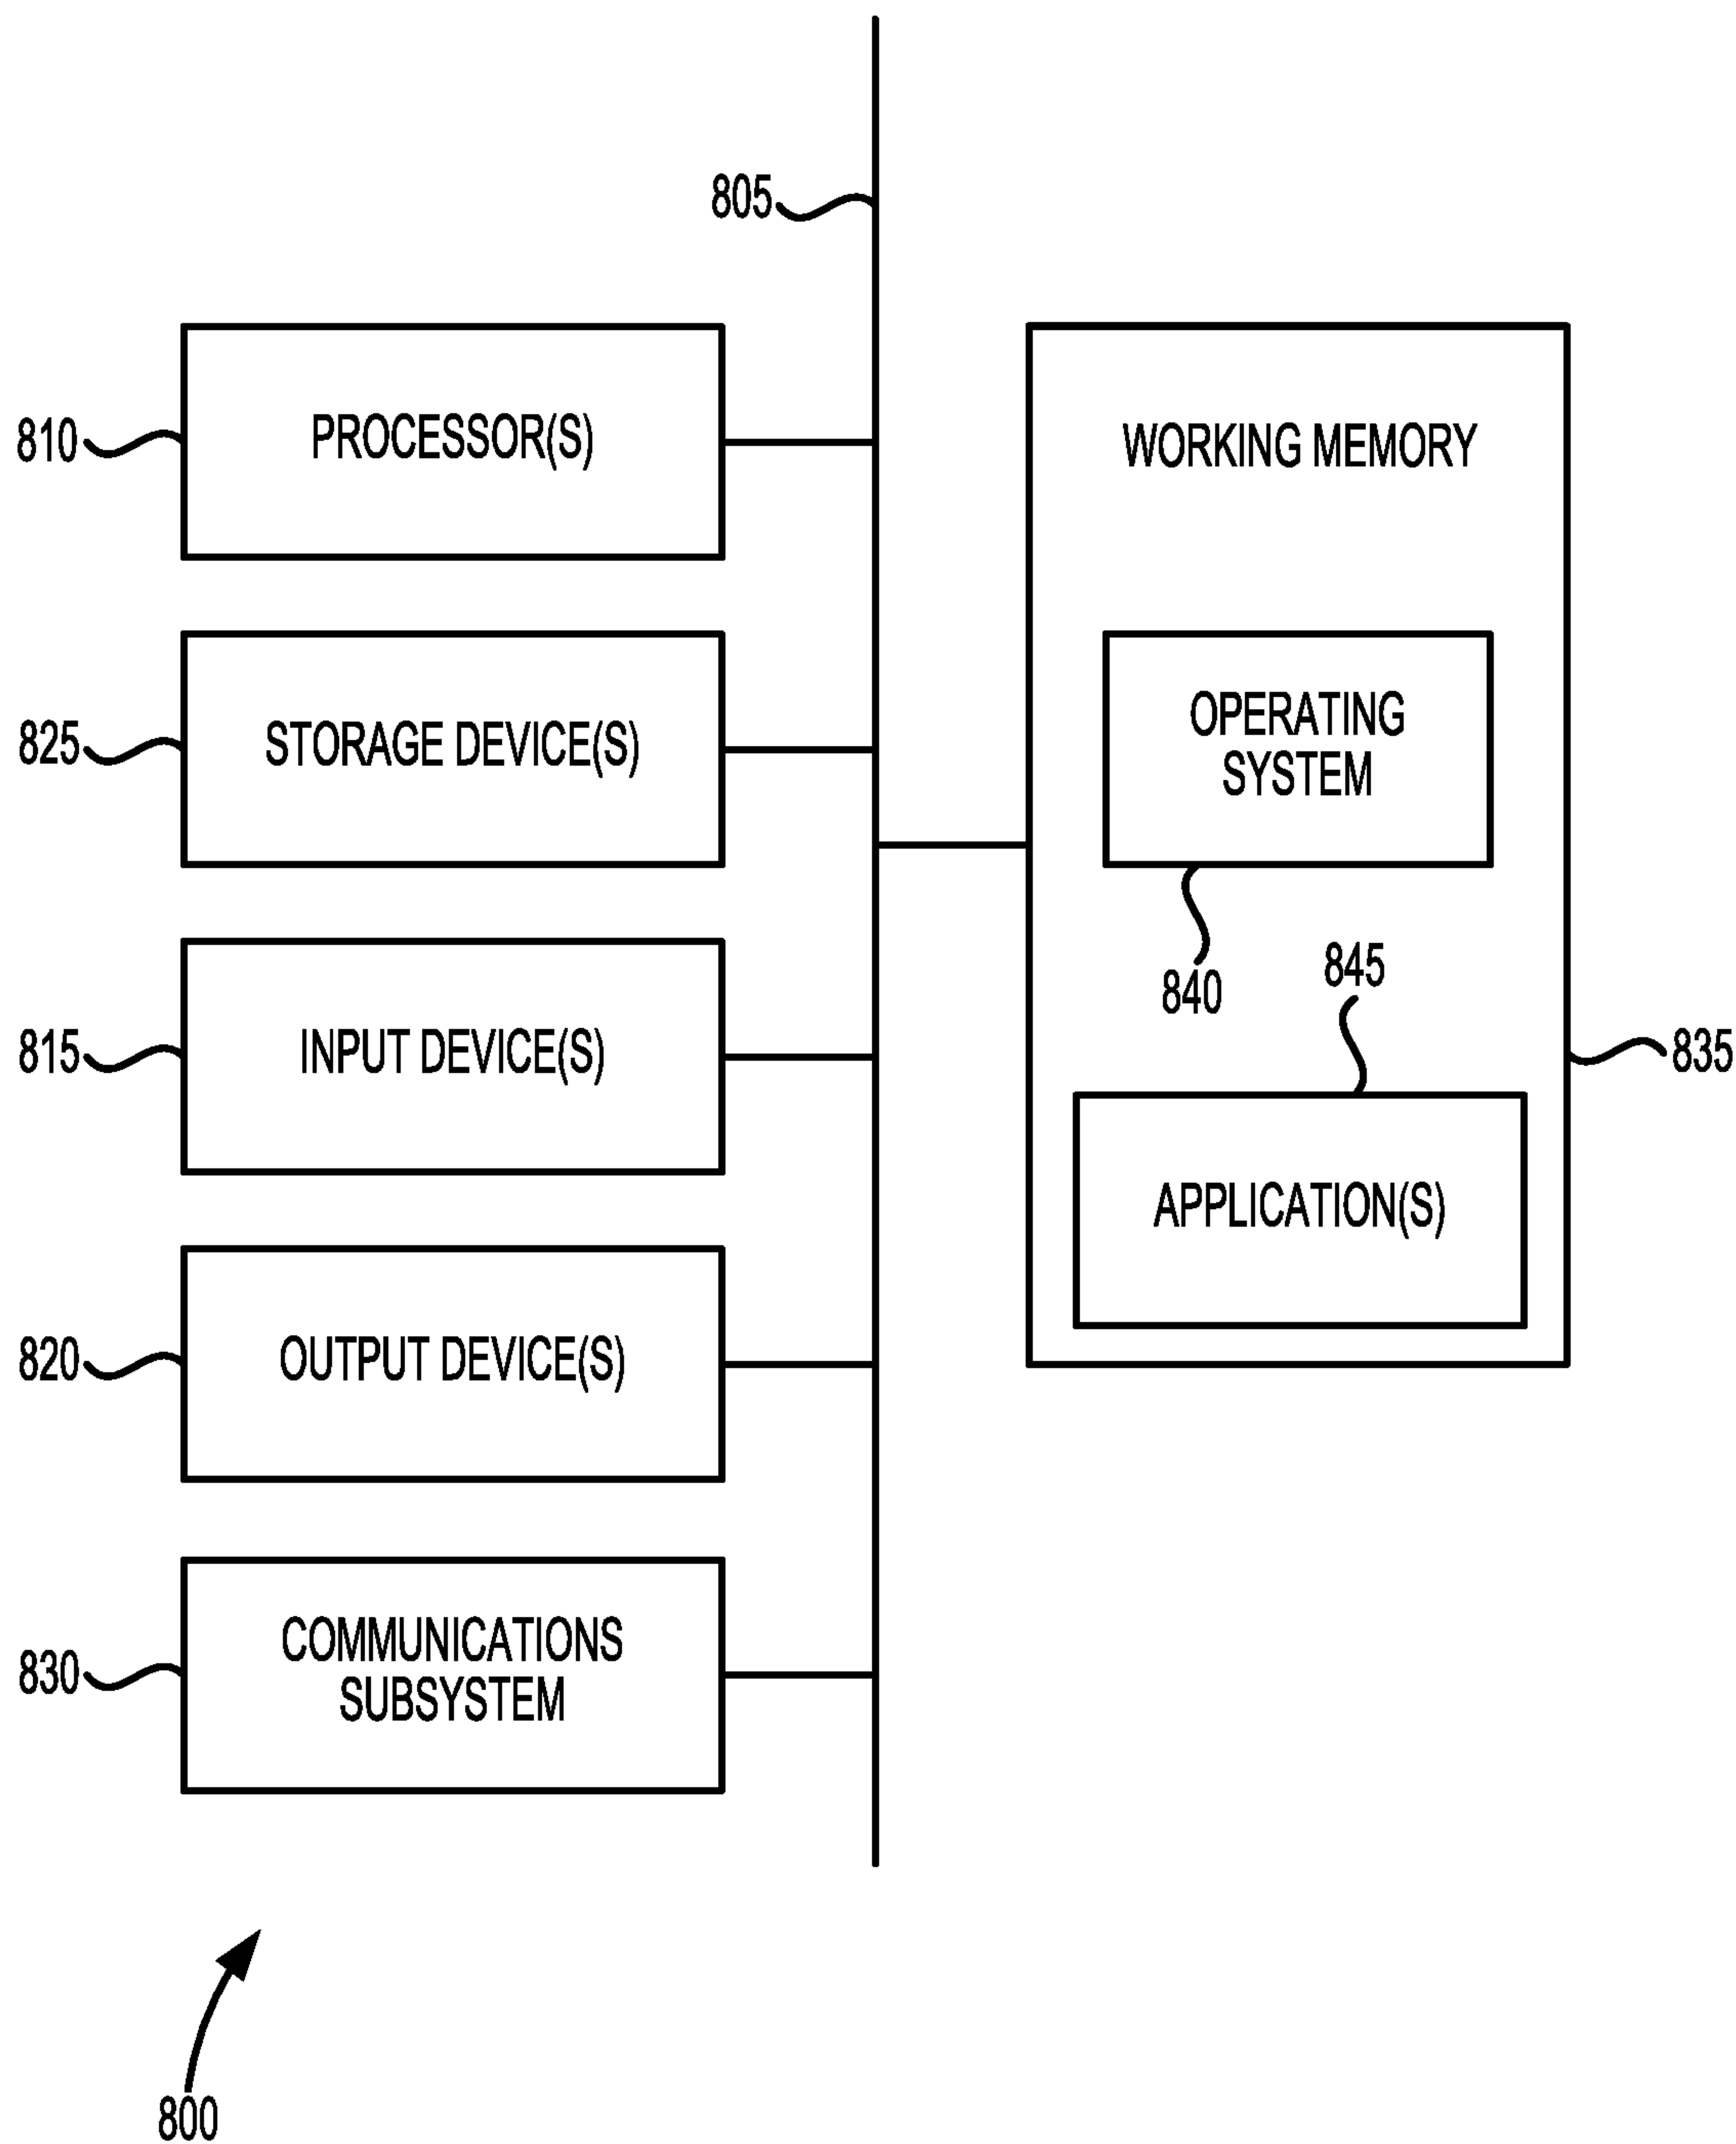 805
810
PROCESSOR(S)
WORKING MEMORY
825
STORAGE DEVICE(S)
OPERATING
SYSTEM
840
845
815
INPUT DEVICE(S)
835
APPLICATION(S)
820
OUTPUT DEVICE(S)
830
COMMUNICATIONS
SUBSYSTEM
800